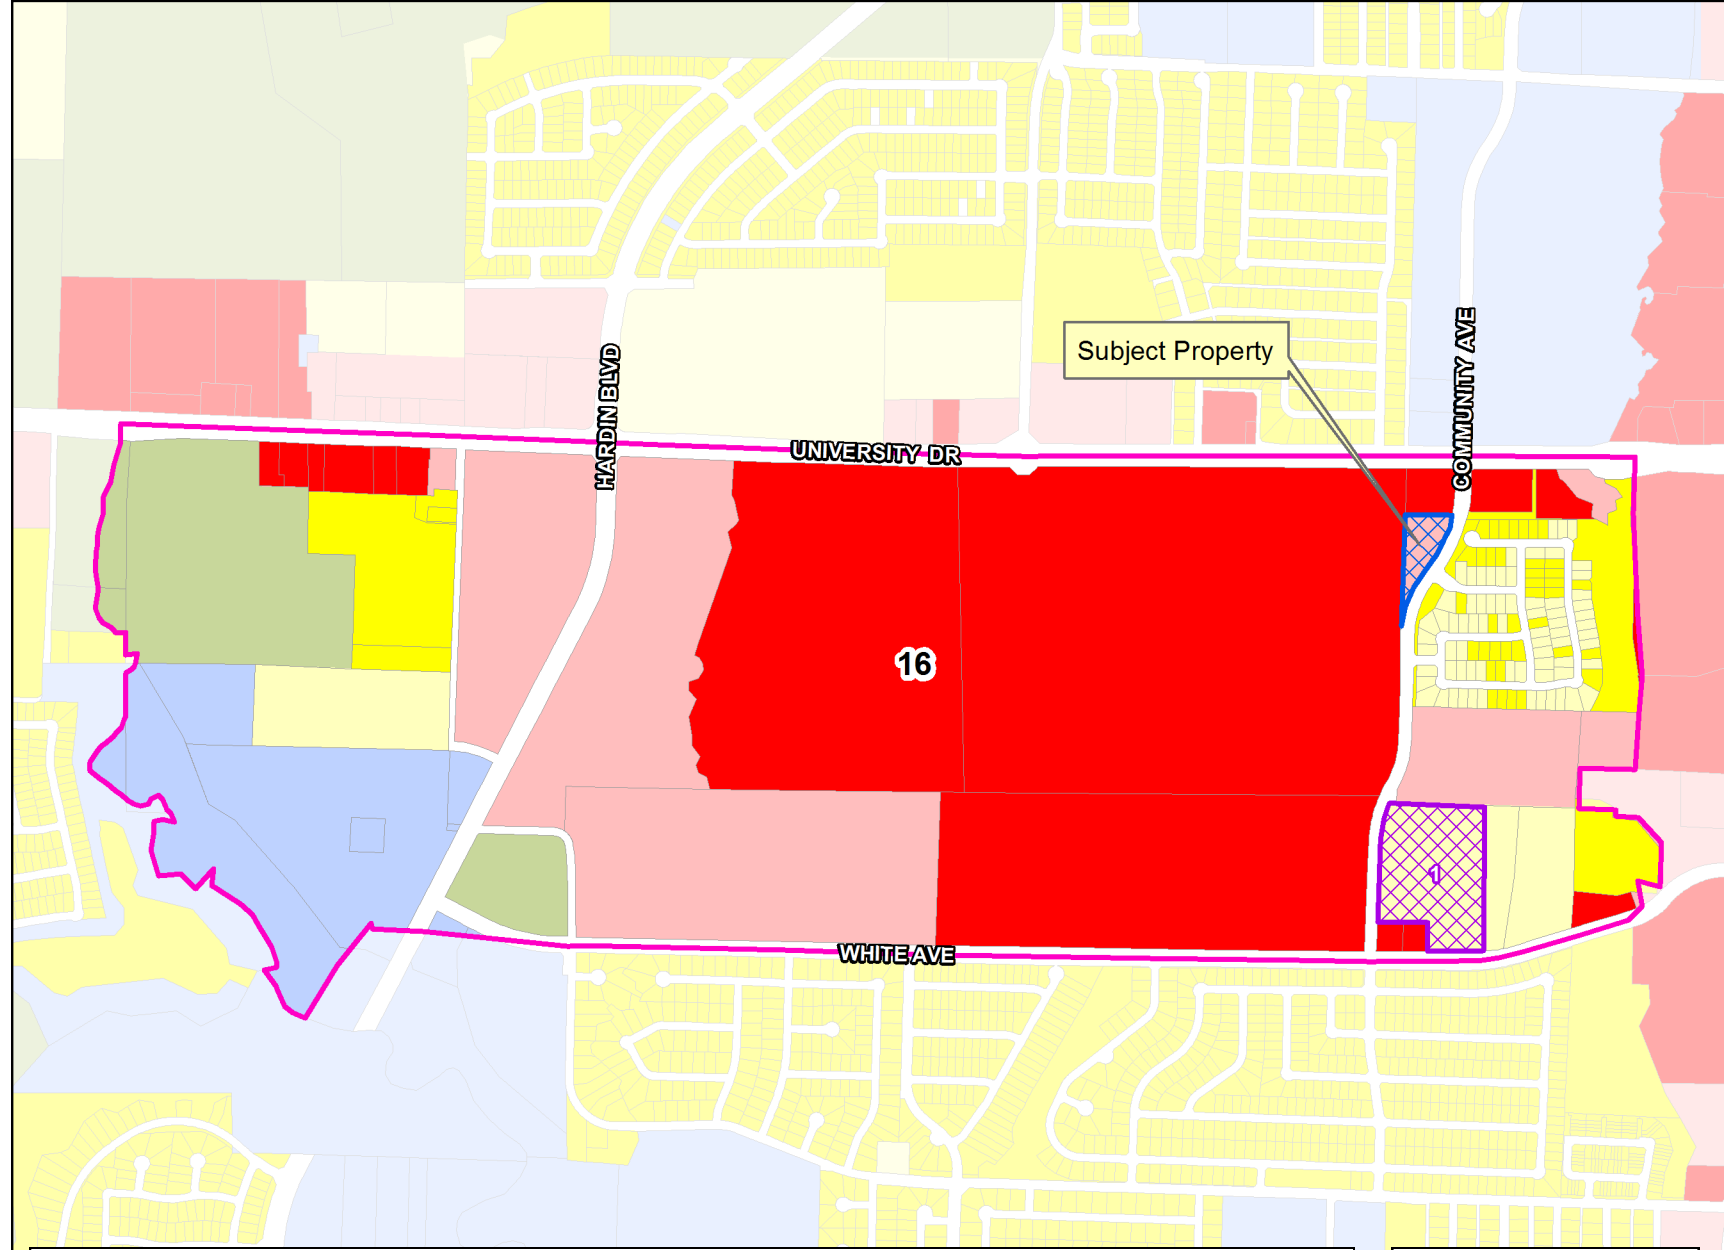 Subject Property
HARDIN BLVD
COMMUNITY AVE
UNIVERSITY DR
16
1
WHITE AVE